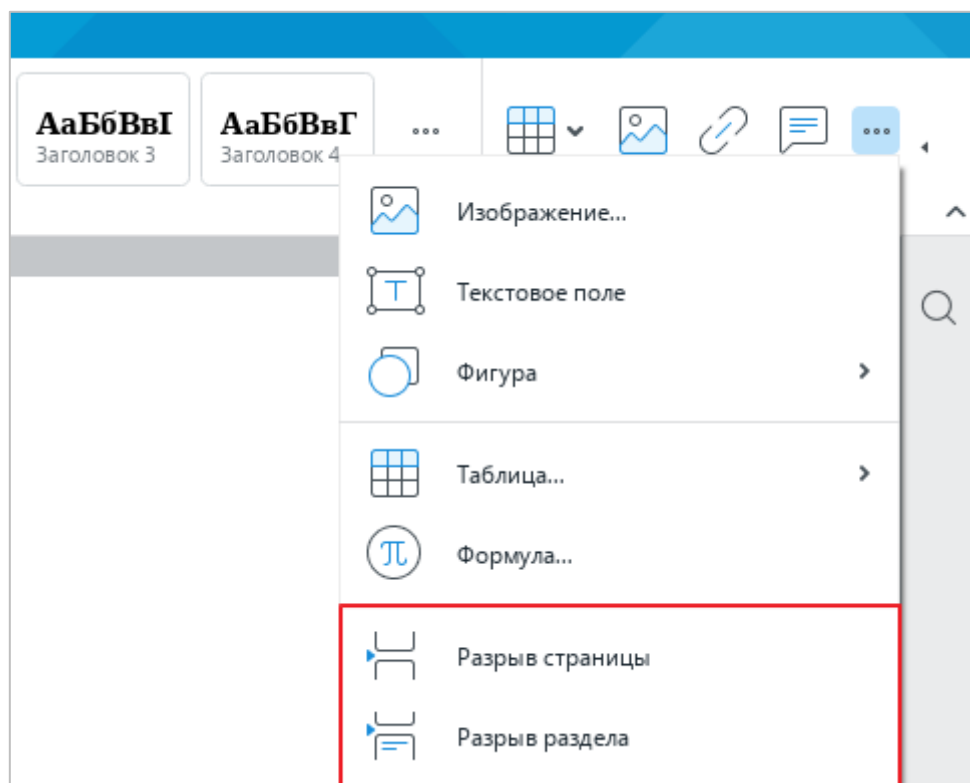 АаБбВвГ
АаБбВвГ
Заголовок 3
Заголовок 4
Изображение...
Текстовое поле
Фигура
Таблица...
Формула...
Разрыв страницы
Разрыв раздела